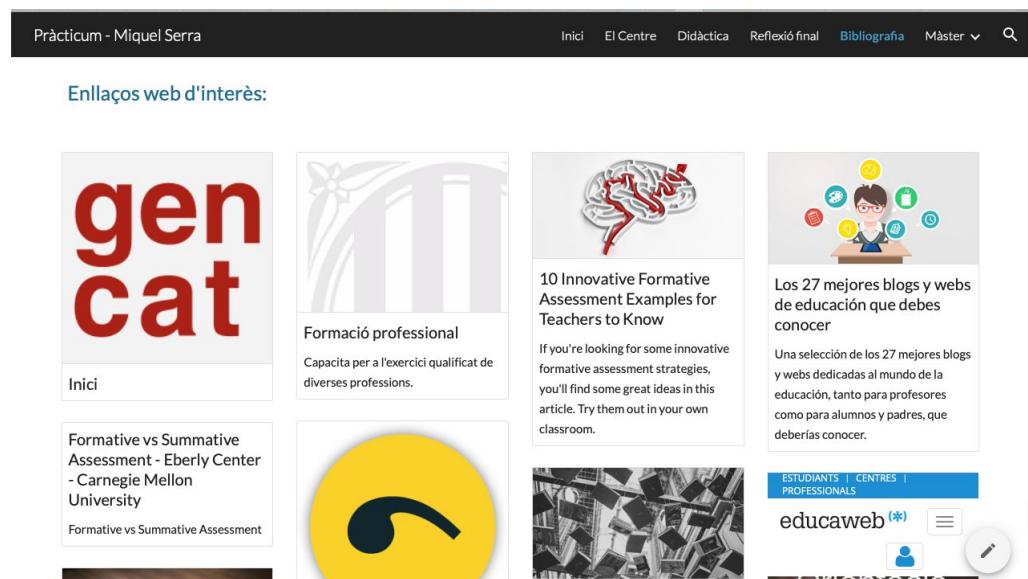 Pràcticum - Miquel Serra
Inici
El Centre
Didàctica
Reflexió final
Bibliografia
Màster
Enllaços web d'interès:
gen
cat
Inici
Formació professional
Capacita per a l'exercici qualificat de
diverses professions.
10 Innovative Formative
Assessment Examples for
Teachers to Know
If you're looking for some innovative
formative assessment strategies,
you'll find some great ideas in this
article. Try them out in your own
classroom.
Los 27 mejores blogs y webs
de educación que debes
conocer
Una selección de los 27 mejores blogs
y webs dedicadas al mundo de la
educación, tanto para profesores
como para alumnos y padres, que
deberías conocer.
Formative vs Summative
Assessment - Eberly Center
- Carnegie Mellon
University
Formative vs Summative Assessment
ESTUDIANTS | CENTRES |
PROFESSIONALS
educaweb(*)